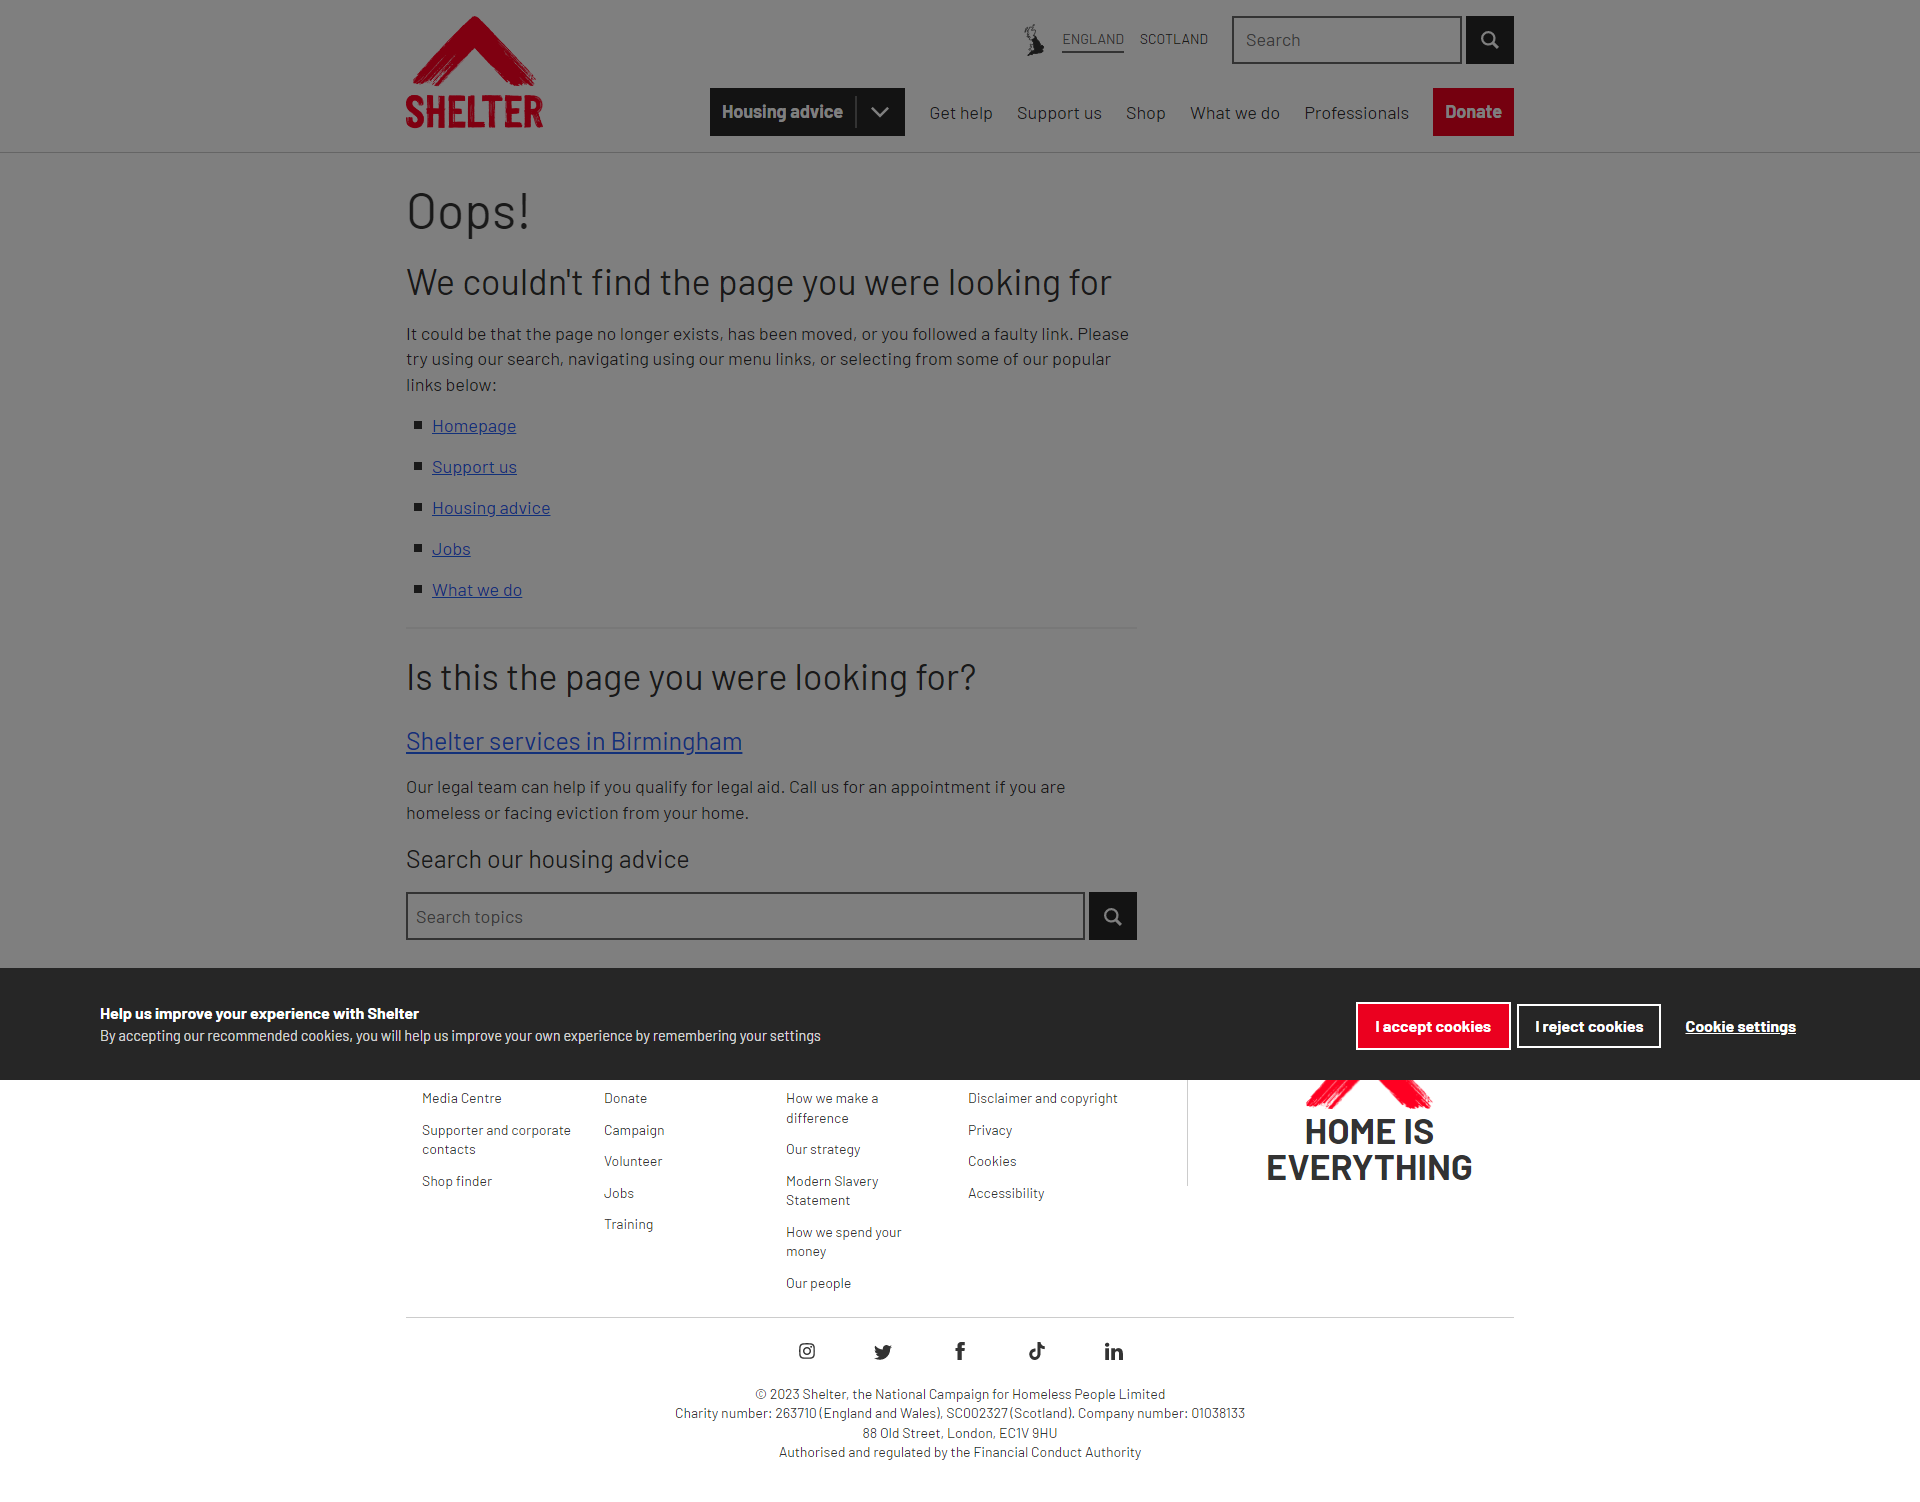 SHELTER
ENGLAND
SCOTLAND
Search
Housing advice
Get help
Support us
Shop
What we do
Professionals
Donate
Oops!
We couldn't find the page you were looking for
It could be that the page no longer exists, has been moved, or you followed a faulty link. Please
try using our search, navigating using our menu links, or selecting from some of our popular
links below:
Homepage
Support us
Housing advice
Jobs
What we do
Is this the page you were looking for?
Shelter services in Birmingham
Our legal team can help if you qualify for legal aid. Call us for an appointment if you are
homeless or facing eviction from your home.
Search our housing advice
Search topics
Help us improve your experience with Shelter
By accepting our recommended cookies, you will help us improve your own experience by remembering your settings
I accept cookies
I reject cookies
Cookie settings
Media Centre
Supporter and corporate
contacts
Shop finder
Donate
Campaign
Volunteer
Jobs
Training
How we make a
difference
Our strategy
Modern Slavery
Statement
How we spend your
money
Our people
Disclaimer and copyright
Privacy
Cookies
Accessibility
HOME IS
EVERYTHING
© 2023 Shelter, the National Campaign for Homeless People Limited
Charity number: 263710 (England and Wales), SC002327 (Scotland). Company number: 01038133
88 Old Street, London, EC1V 9HU
Authorised and regulated by the Financial Conduct Authority